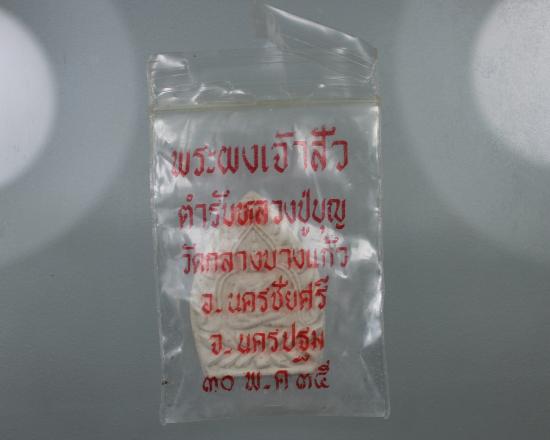 พระผงเจ้าสัว
ตำรับหลวงปู่บุญ
วัดกลางบางแก้ว
อ. นครชัยศรี
จ. นครปฐม
๓๐ พ.ค ๓๕